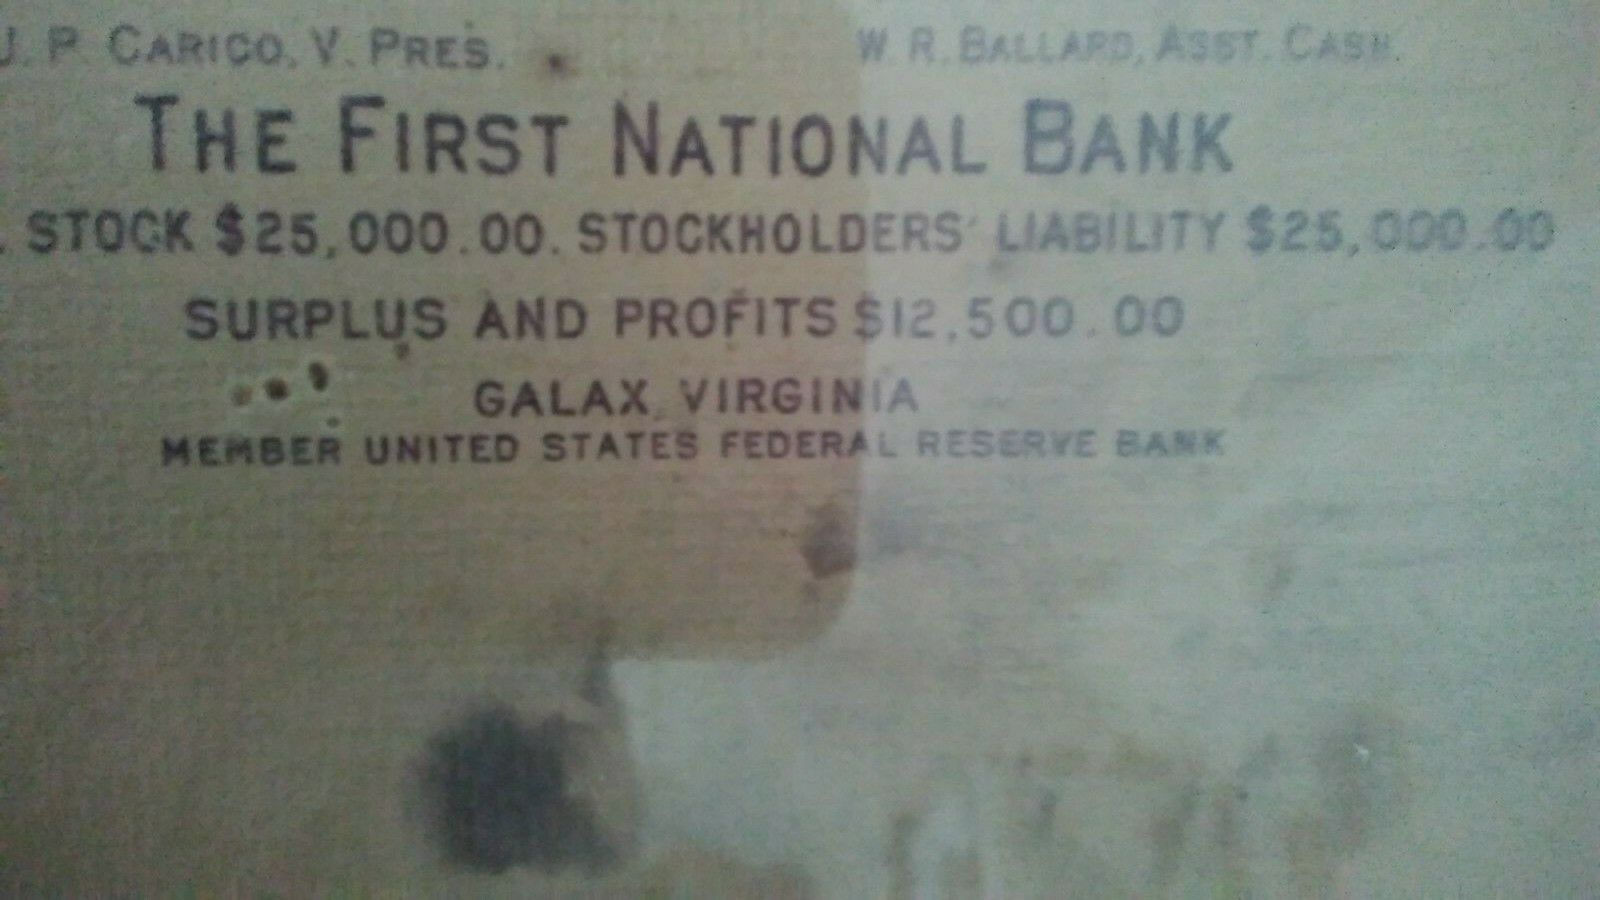 J. P. CARICO, V. PRES. W. R. BALLARD, ASST. CASH.
THE FIRST NATIONAL BANK
. STOCK $25,000.00. STOCKHOLDERS' LIABILITY $25,000.00
SURPLUS AND PROFITS $12,500.00
GALAX, VIRGINIA
MEMBER UNITED STATES FEDERAL RESERVE BANK